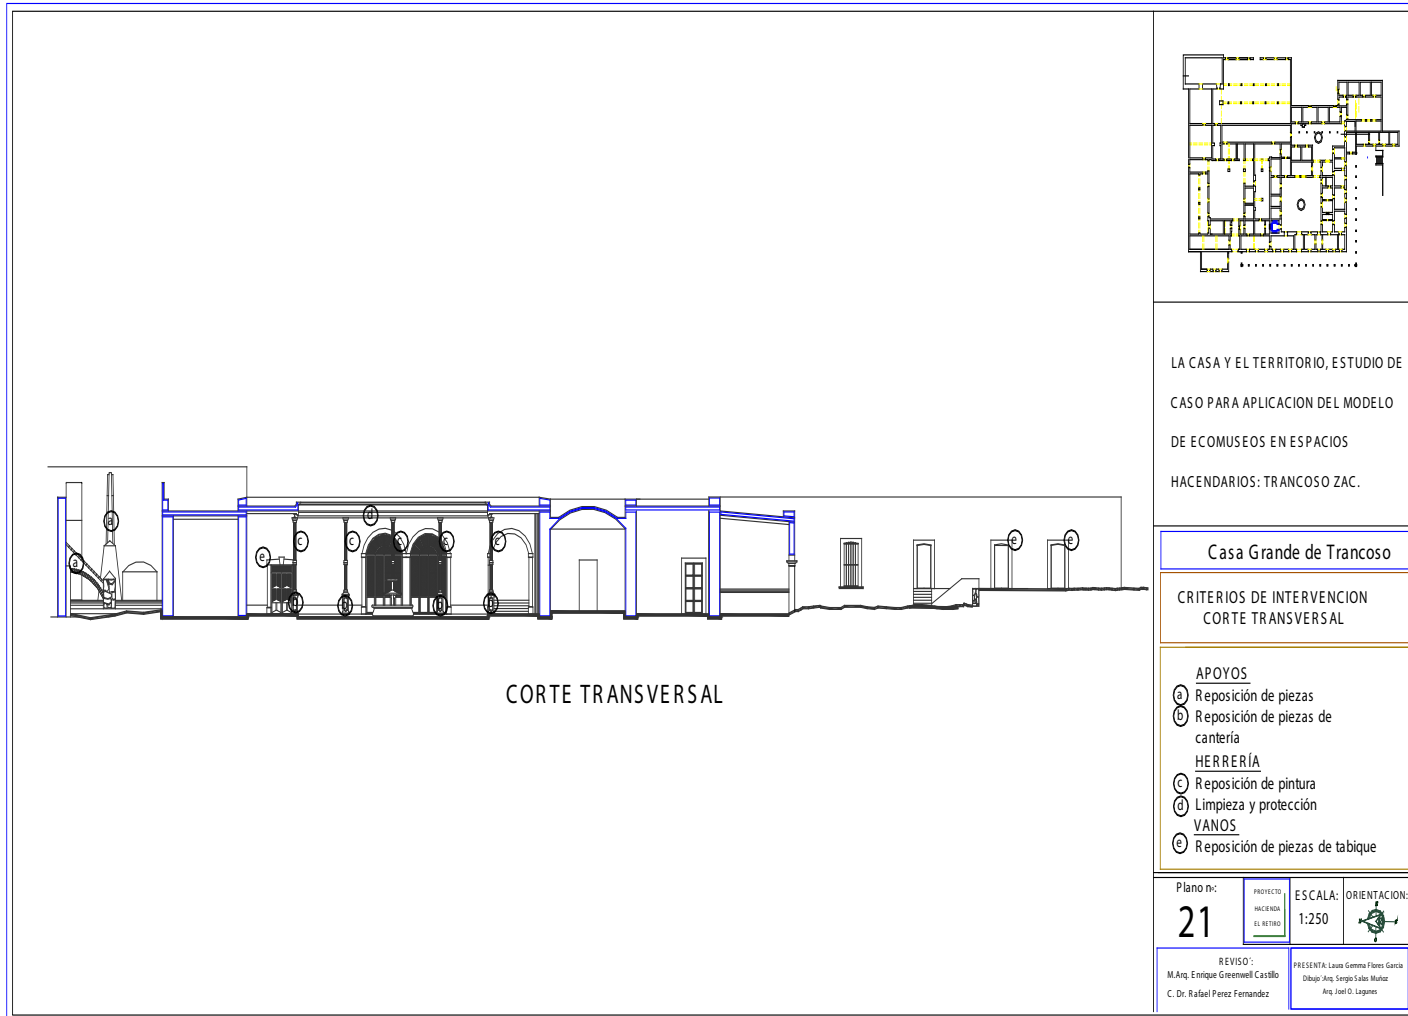 a
a
e
c
c
c
c
c
d
b
b
b
b
e
e
CORTE TRANSVERSAL
LA CASA Y EL TERRITORIO, ESTUDIO DE
CASO PARA APLICACION DEL MODELO
DE ECOMUSEOS EN ESPACIOS
HACENDARIOS: TRANCOSO ZAC.
Casa Grande de Trancoso
CRITERIOS DE INTERVENCION
CORTE TRANSVERSAL
APOYOS
a Reposición de piezas
b Reposición de piezas de
cantería
HERRERÍA
c Reposición de pintura
d Limpieza y protección
VANOS
e Reposición de piezas de tabique
Plano nº:
21
PROYECTO
HACIENDA
EL RETIRO
ESCALA:
1:250
ORIENTACION:
REVISO´:
M.Arq. Enrique Greenwell Castillo
C. Dr. Rafael Perez Fernandez
PRESENTA: Laura Gemma Flores García
Dibujo´:Arq. Sergio Salas Muñoz
Arq. Joel O. Lagunes